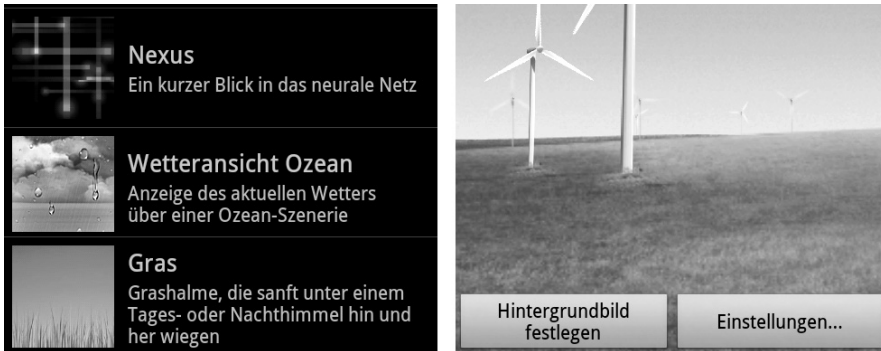 Nexus
Ein kurzer Blick in das neurale Netz
Wetteransicht Ozean
Anzeige des aktuellen Wetters
über einer Ozean-Szenerie
Gras
Grashalme, die sanft unter einem
Tages- oder Nachthimmel hin und
her wiegen
Hintergrundbild
festlegen
Einstellungen...